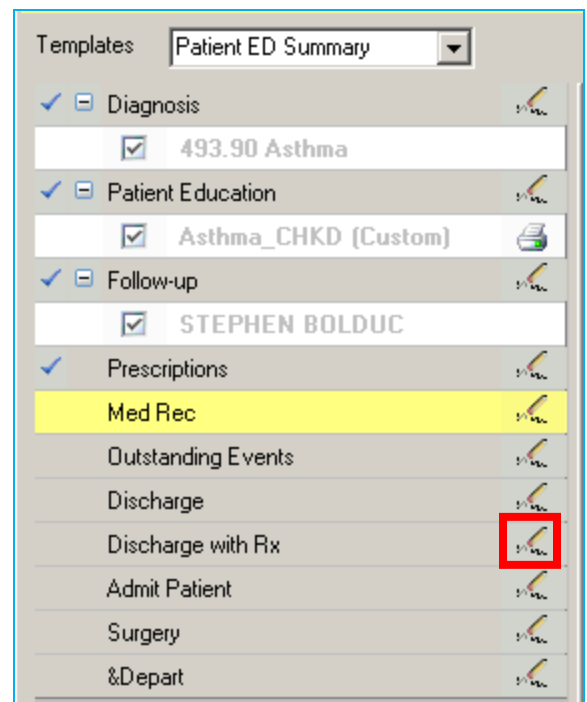 Templates Patient ED Summary
Diagnosis
493.90 Asthma
Patient Education
Asthma_CHKD (Custom)
Follow-up
STEPHEN BOLDUC
Prescriptions
Med Rec
Outstanding Events
Discharge
Discharge with Rx
Admit Patient
Surgery
&Depart